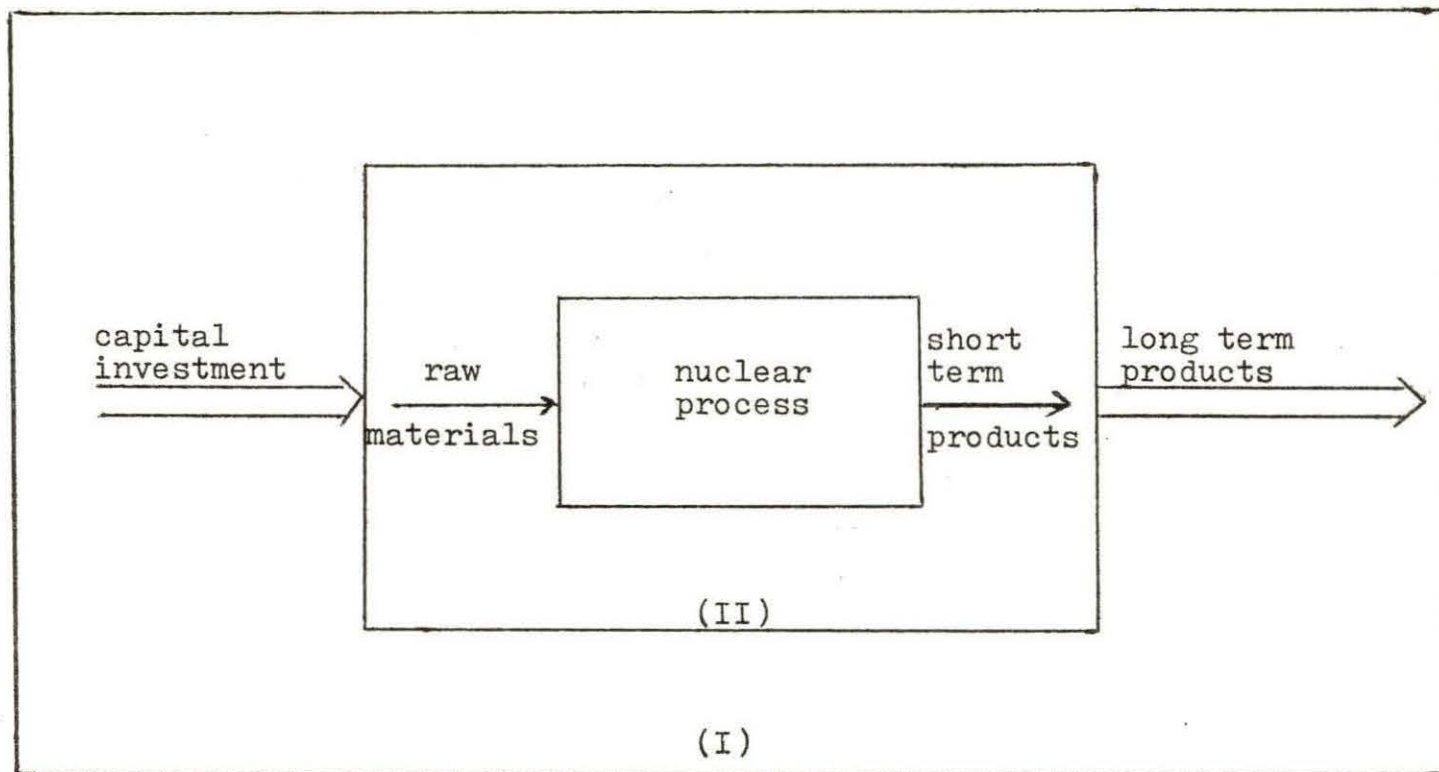 capital
investment
raw
materials
nuclear
process
short
term
products
long term
products
(II)
(I)